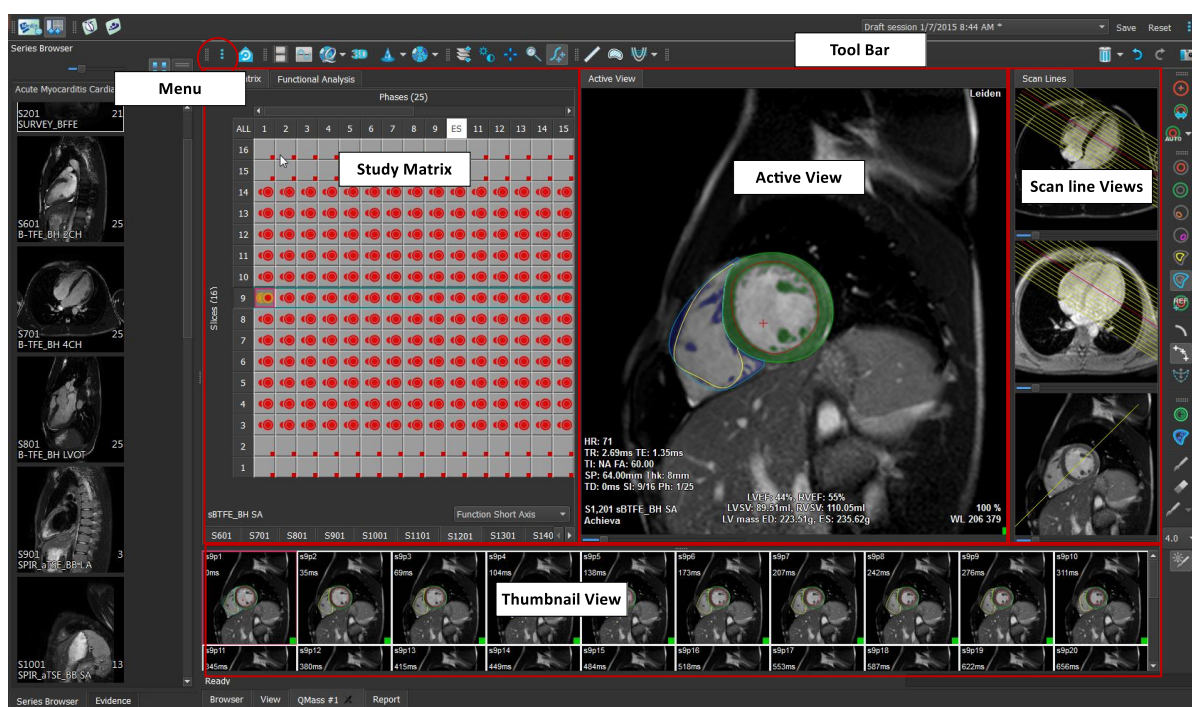 Draft session 1/7/2015 8:44 AM *
Save
Reset
Series Browser
Tool Bar
Menu
3D
Acute Myocarditis Cardia
S201
21
SURVEY_BFFE
S601
25
B-TFE_BH 2CH
S701
25
B-TFE_BH 4CH
S801
25
B-TFE_BH LVOT
S901
3
SPIR_aTSE_BB LA
S1001
13
SPIR_aTSE_BB SA
Series Browser
Evidence
Functional Analysis
Phases (25)
ALL 1 2 3 4 5 6 7 8 9 ES 11 12 13 14 15
16
15
Study Matrix
14
13
12
11
10
9
8
7
6
5
4
3
2
1
Slices (16)
sBTFE_BH SA
Function Short Axis
S601 S701 S801 S901 S1001 S1101 S1201 S1301 S140
Active View
Leiden
Active View
HR: 71
TR: 2.69ms TE: 1.35ms
TI: NA FA: 60.00
SP: 64.00mm Thk: 8mm
TD: 0ms Sl: 9/16 Ph: 1/25
S1,201 sBTFE_BH SA
Achieva
LVEF: 44%, RVEF: 55%
LVSV: 89.51ml, RVSV: 110.05ml
LV mass ED: 223.51g, ES: 235.62g
100 %
WL 206 379
Scan Lines
Scan line Views
AUTO
REF
4.0
s9p1 s9p2 s9p3 s9p4 s9p5 s9p6 s9p7 s9p8 s9p9 s9p10
0ms 35ms 69ms 104ms 138ms 173ms 207ms 242ms 276ms 311ms
Thumbnail View
s9p11 s9p12 s9p13 s9p14 s9p15 s9p16 s9p17 s9p18 s9p19 s9p20
345ms 380ms 415ms 449ms 484ms 518ms 553ms 587ms 622ms 656ms
Ready
Browser
View
QMass #1
Report